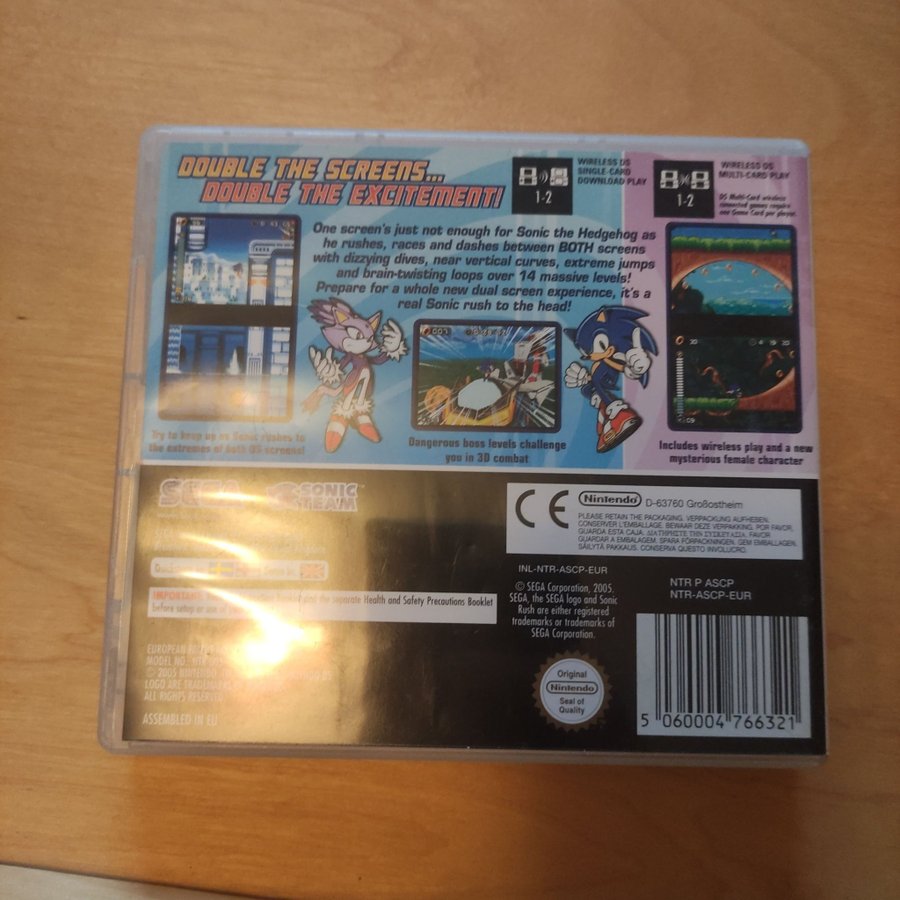 DOUBLE THE SCREENS...
DOUBLE THE EXCITEMENT!
WIRELESS DS
SINGLE-CARD
DOWNLOAD PLAY
1-2
WIRELESS DS
MULTI-CARD PLAY
1-2
DS Multi-Card wireless
connected games require
one Game Card per player.
One screen's just not enough for Sonic the Hedgehog as
he rushes, races and dashes between BOTH screens
with dizzying dives, near vertical curves, extreme jumps
and brain-twisting loops over 14 massive levels!
Prepare for a whole new dual screen experience, it's a
real Sonic rush to the head!
Try to keep up as Sonic rushes to
the extremes of both DS screens!
Dangerous boss levels challenge
you in 3D combat
Includes wireless play and a new
mysterious female character
SEGA
SONIC
TEAM
CE
Nintendo
D-63760 Großostheim
PLEASE RETAIN THE PACKAGING. VERPACKUNG AUFHEBEN.
CONSERVER L'EMBALLAGE. BEWAAR DEZE VERPAKKING. POR FAVOR,
GUARDA ESTA CAJA. ΔΙΑΤΗΡΗΣΤΕ ΤΗΝ ΣΥΣΚΕΥΑΣΙΑ. FAVOR
GUARDAR A EMBALAGEM. SPARA FÖRPACKNINGEN. GEM EMBALLAGEN.
SÄILYTÄ PAKKAUS. CONSERVA QUESTO INVOLUCRO.
INL-NTR-ASCP-EUR
© SEGA Corporation, 2005.
SEGA, the SEGA logo and Sonic
Rush are either registered
trademarks or trademarks of
SEGA Corporation.
NTR P ASCP
NTR-ASCP-EUR
IMPORTANT the separate Health and Safety Precautions Booklet
before setup or use of
EUROPEAN
MODEL NO. NTR
© 2005 NINTENDO.
LOGO ARE TRADEMARKS
ALL RIGHTS RESERVED
ASSEMBLED IN EU
Original
Nintendo
Seal of
Quality
5 060004 766321